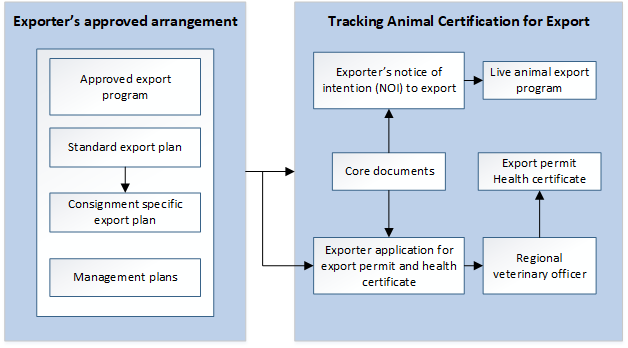 Exporter's approved arrangement
Approved export
program
Standard export plan
Consignment specific
export plan
Management plans
Tracking Animal Certification for Export
Exporter's notice of
intention (NOI) to export
Live animal export
program
Core documents
Export permit
Health certificate
Exporter application for
export permit and health
certificate
Regional
veterinary officer